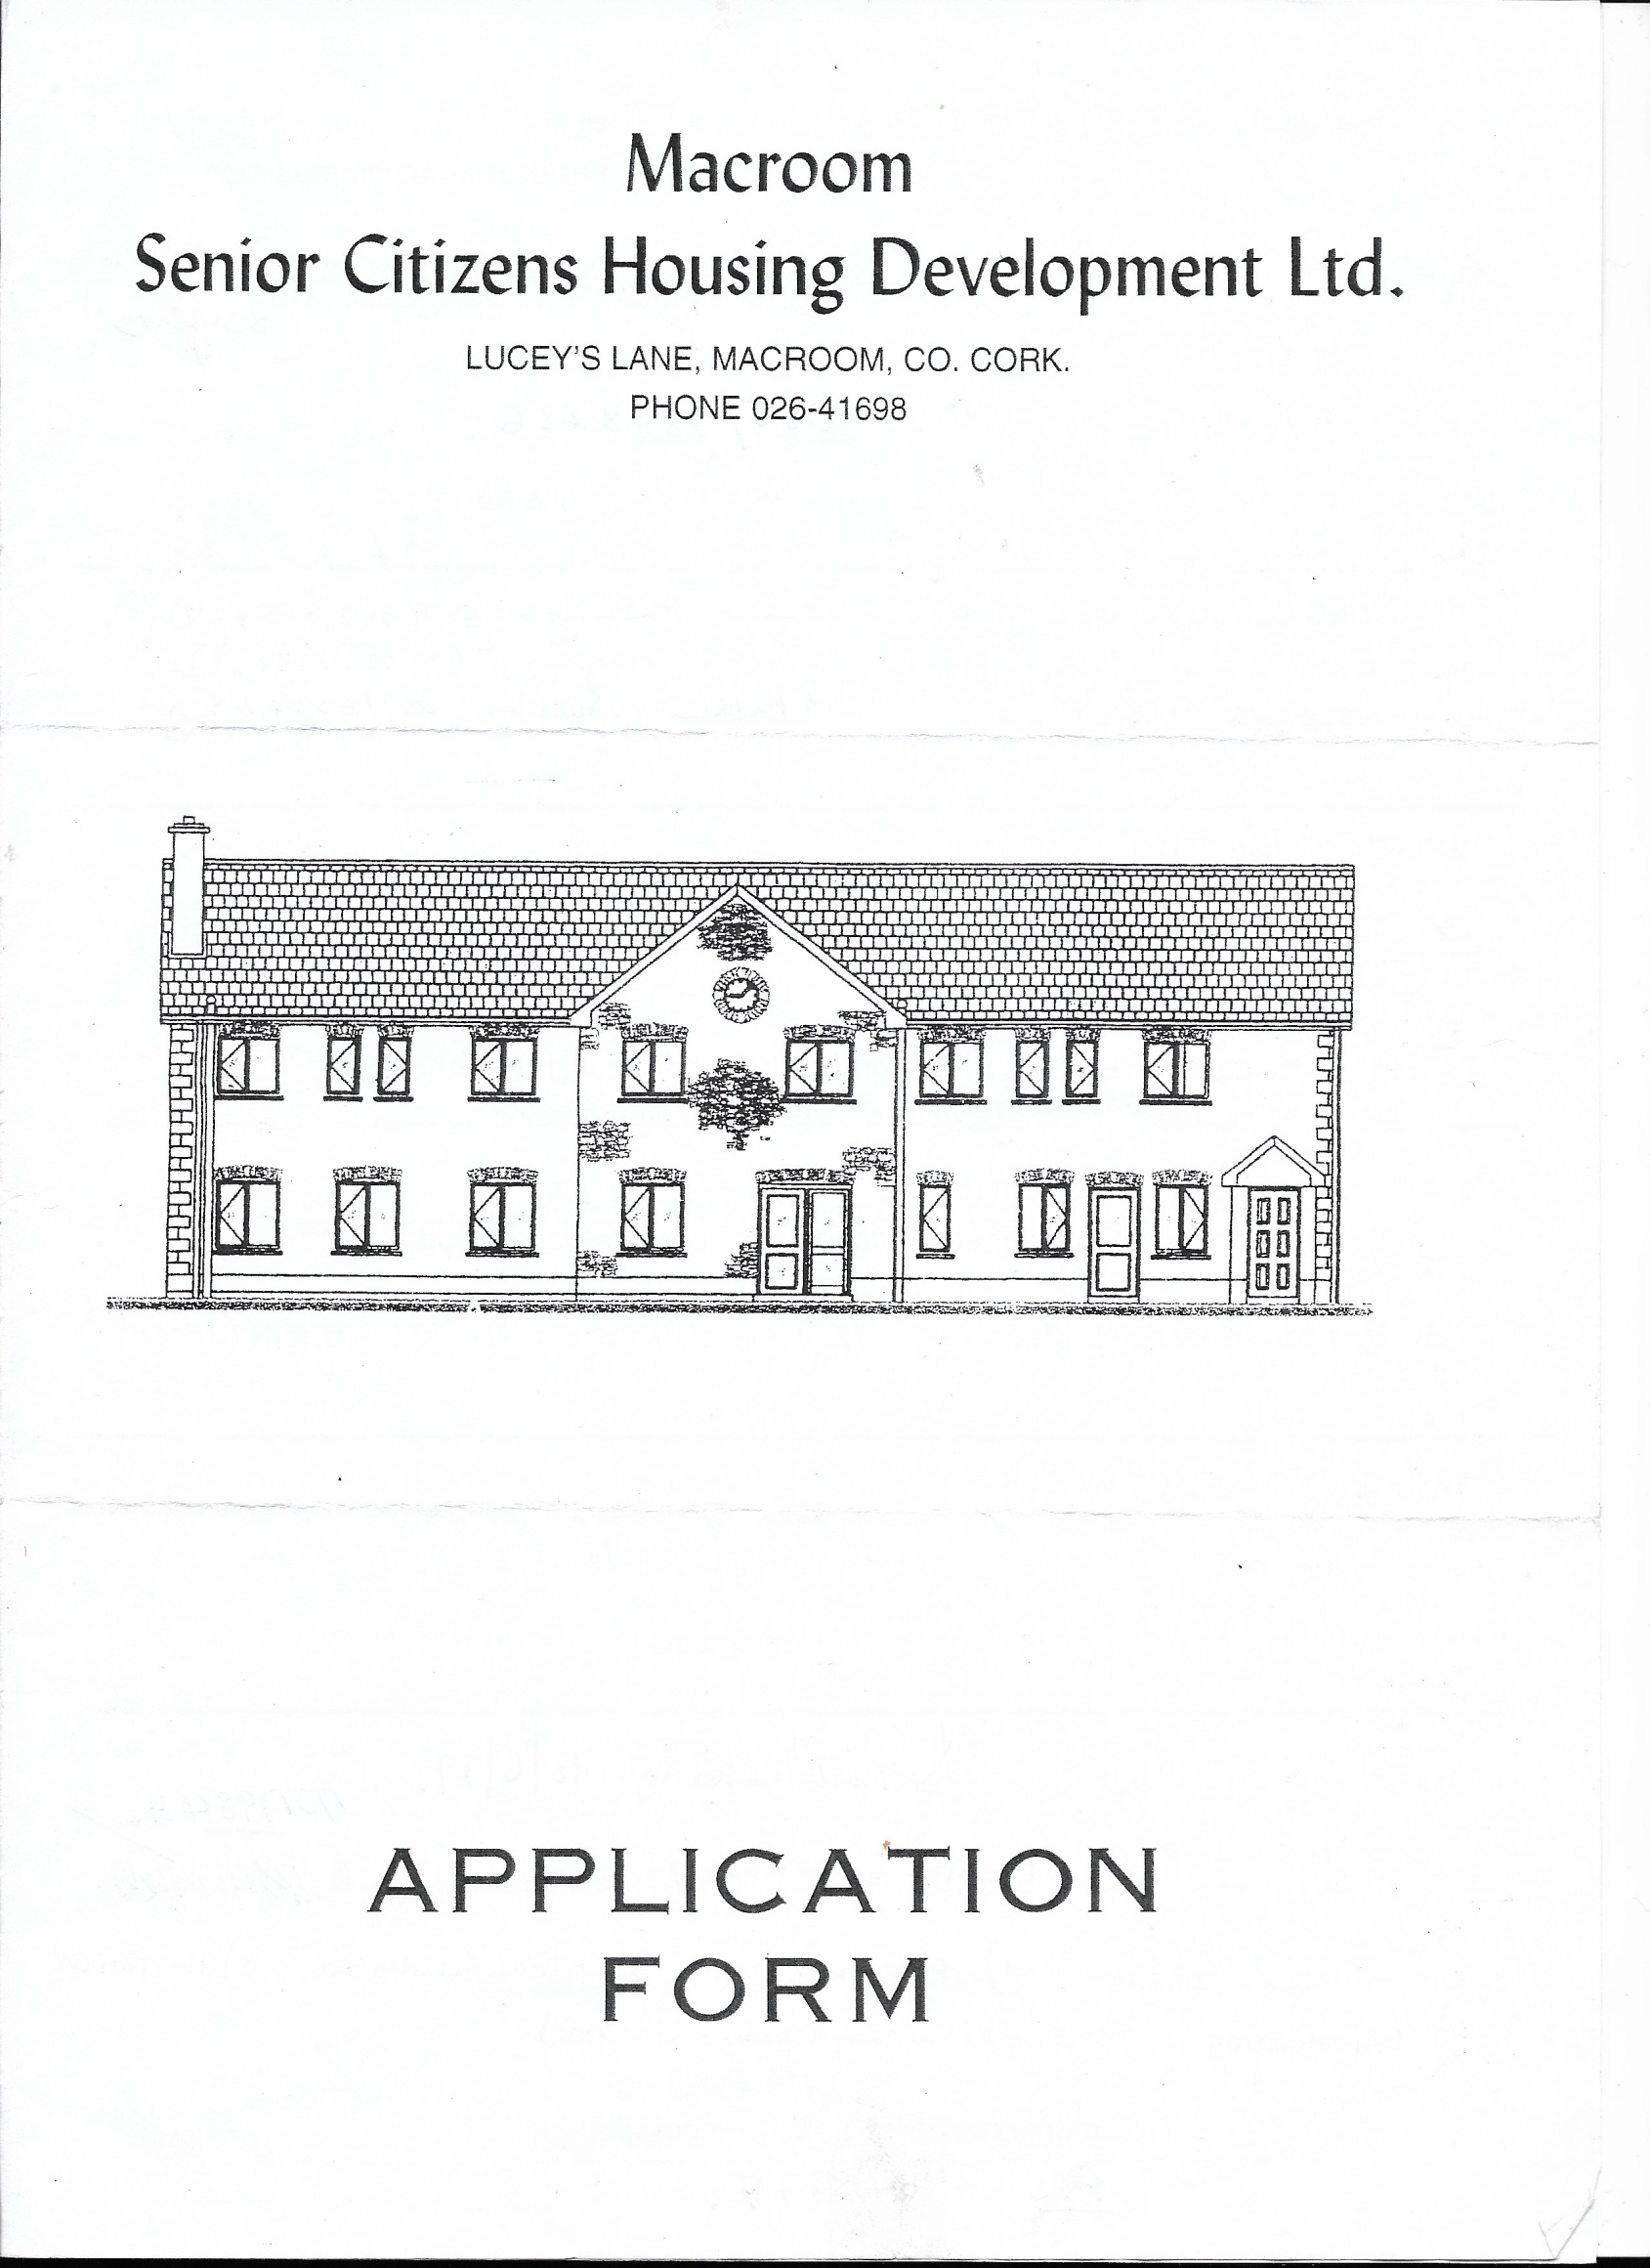 Macroom
Senior Citizens Housing Development Ltd.
LUCEY'S LANE, MACROOM, CO. CORK.
PHONE 026-41698
APPLICATION
FORM